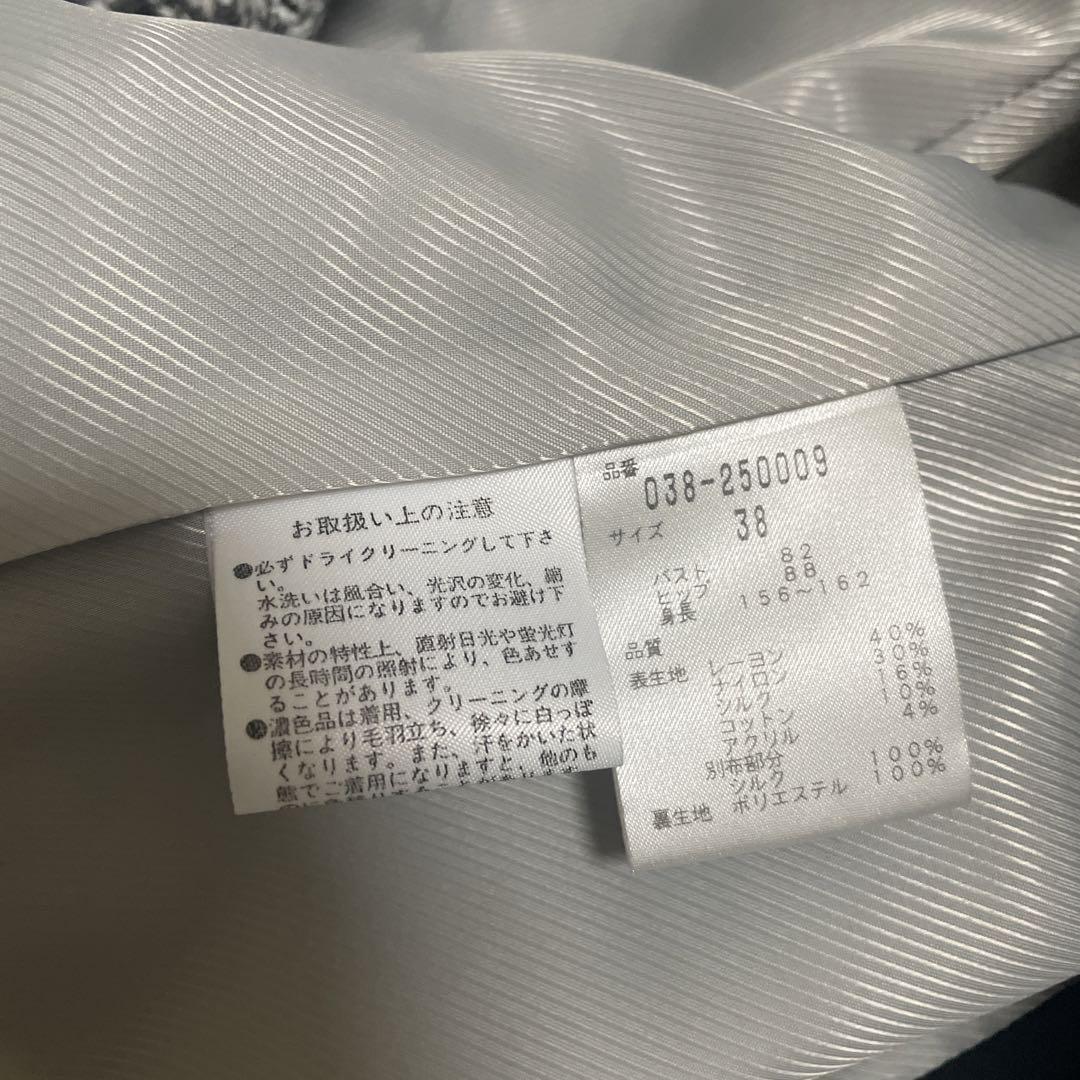 お取扱い上の注意
●必ずドライクリーニングして下さ
い。
水洗いは風合い、光沢の変化、縮
みの原因になりますのでお避け下
さい。
●素材の特性上、直射日光や蛍光灯
の長時間の照射により、色あせす
ることがあります。
●濃色品は着用、クリーニングの摩
擦により毛羽立ち、徐々に白っぽ
くなります。また、汗をかいた状
態でご着用になりますと、他のも
品番 038-250009
サイズ 38
バスト 82
ヒップ 88
身長 156〜162
品質
表生地 レーヨン 40%
ナイロン 30%
シルク 16%
コットン 10%
アクリル 4%
別布部分
シルク 100%
裏生地 ポリエステル 100%